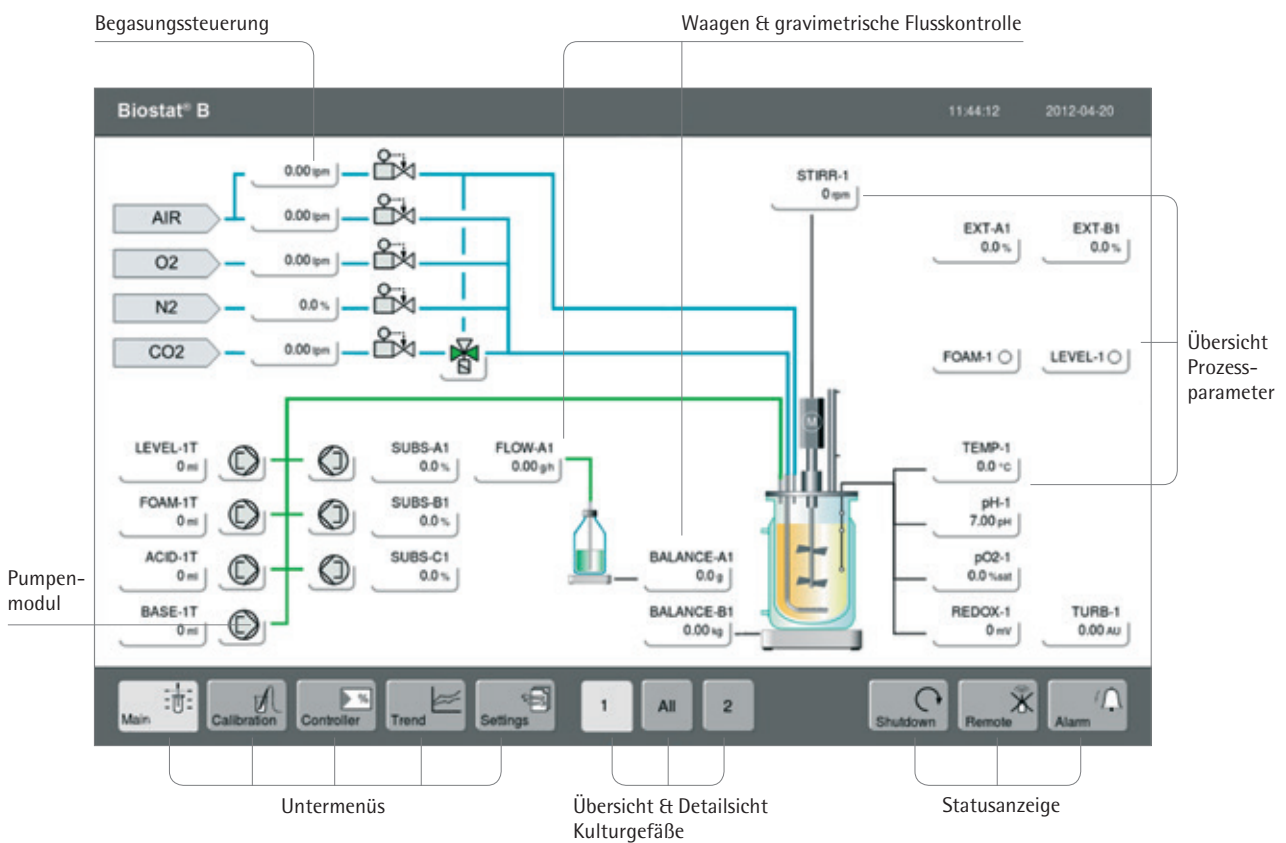 Begasungssteuerung
Waagen & gravimetrische Flusskontrolle
Biostat® B
11:44:12
2012-04-20
0.00 lpm
STIRR-1
0 rpm
AIR
0.00 lpm
EXT-A1
0.0 %
EXT-B1
0.0 %
O2
0.00 lpm
N2
0.0 %
CO2
0.00 lpm
FOAM-1
LEVEL-1
Übersicht
Prozess-
parameter
M
LEVEL-1T
0 ml
SUBS-A1
0.0 %
FLOW-A1
0.00 g/h
TEMP-1
0.0 °C
FOAM-1T
0 ml
SUBS-B1
0.0 %
pH-1
7.00 pH
ACID-1T
0 ml
SUBS-C1
0.0 %
BALANCE-A1
0.0 g
pO2-1
0.0 %sat
Pumpen-
modul
BASE-1T
0 ml
BALANCE-B1
0.00 kg
REDOX-1
0 mV
TURB-1
0.00 AU
Main
Calibration
%
Controller
Trend
Settings
1
All
2
Shutdown
Remote
Alarm
Untermenüs
Übersicht & Detailsicht
Kulturgefäße
Statusanzeige